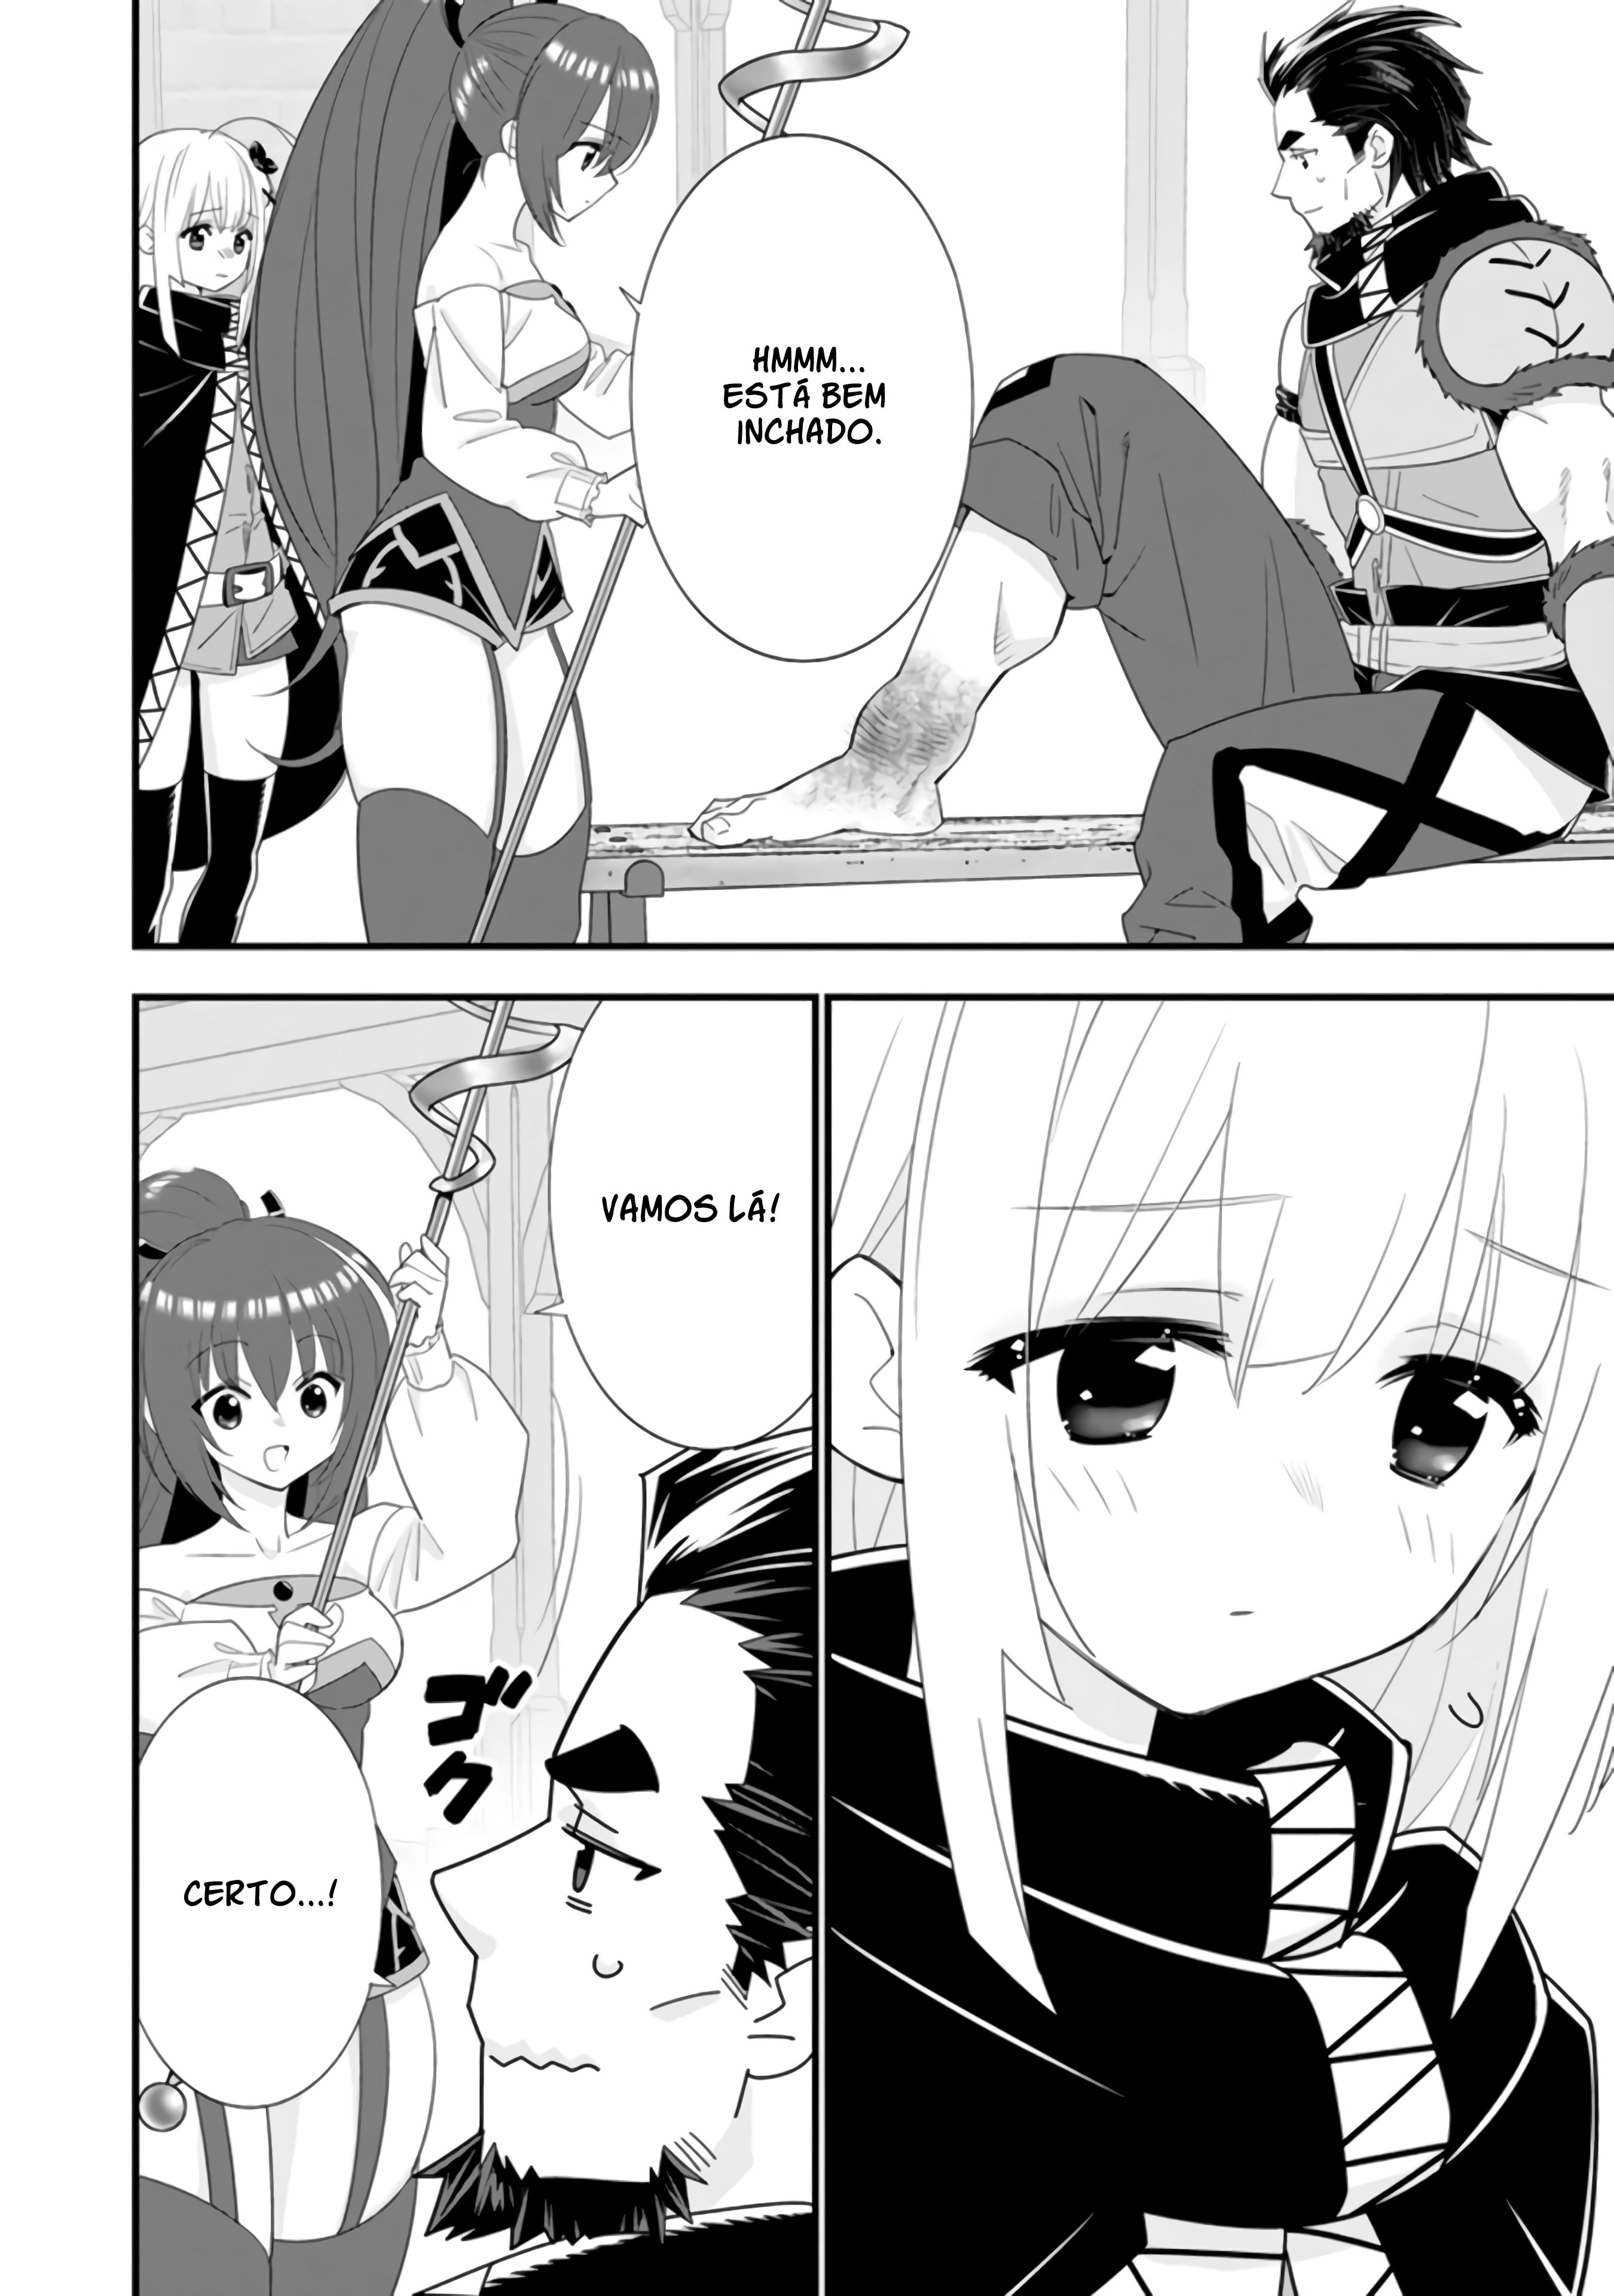 HMMM...
ESTÁ BEM
INCHADO.
VAMOS LÁ!
ゴク
CERTO...!